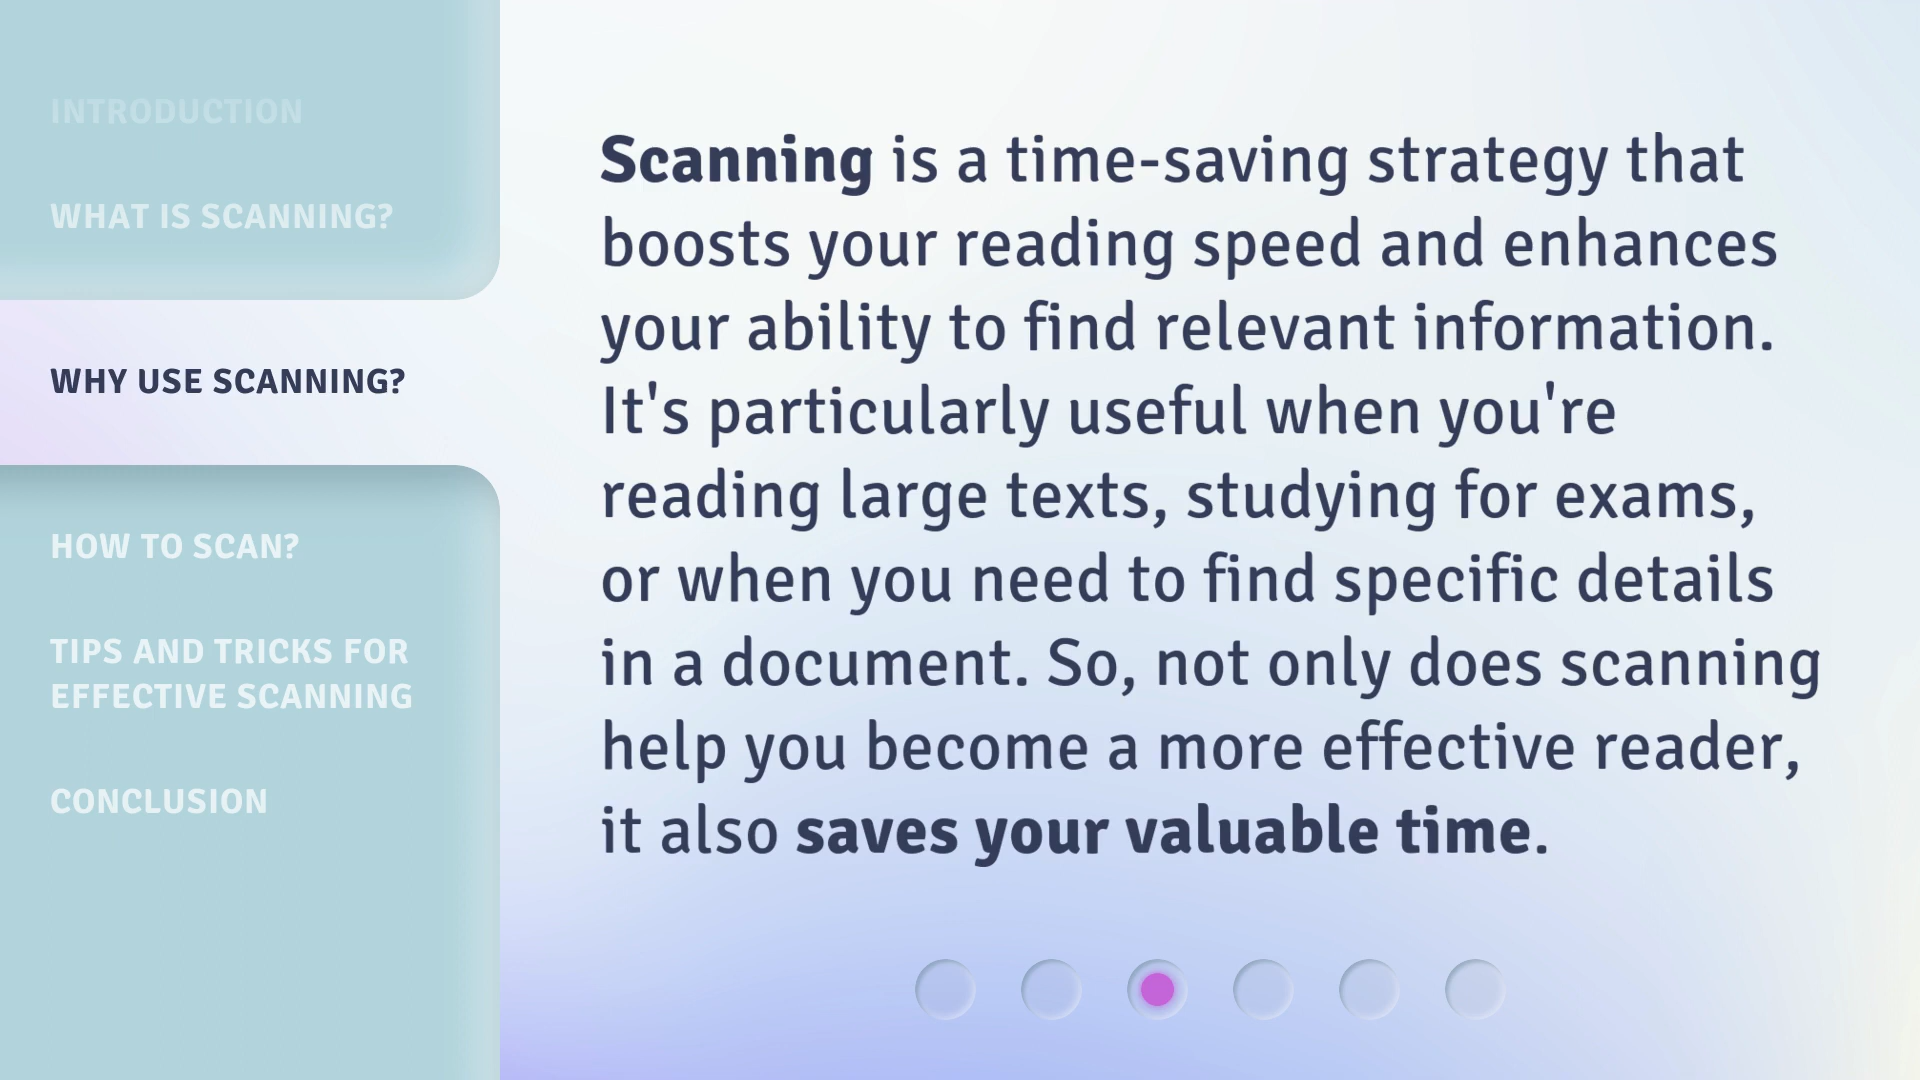 INTRODUCTION
WHAT IS SCANNING?
WHY USE SCANNING?
HOW TO SCAN?
TIPS AND TRICKS FOR
EFFECTIVE SCANNING
CONCLUSION
Scanning is a time-saving strategy that
boosts your reading speed and enhances
your ability to find relevant information.
It's particularly useful when you're
reading large texts, studying for exams,
or when you need to find specific details
in a document. So, not only does scanning
help you become a more effective reader,
it also saves your valuable time.